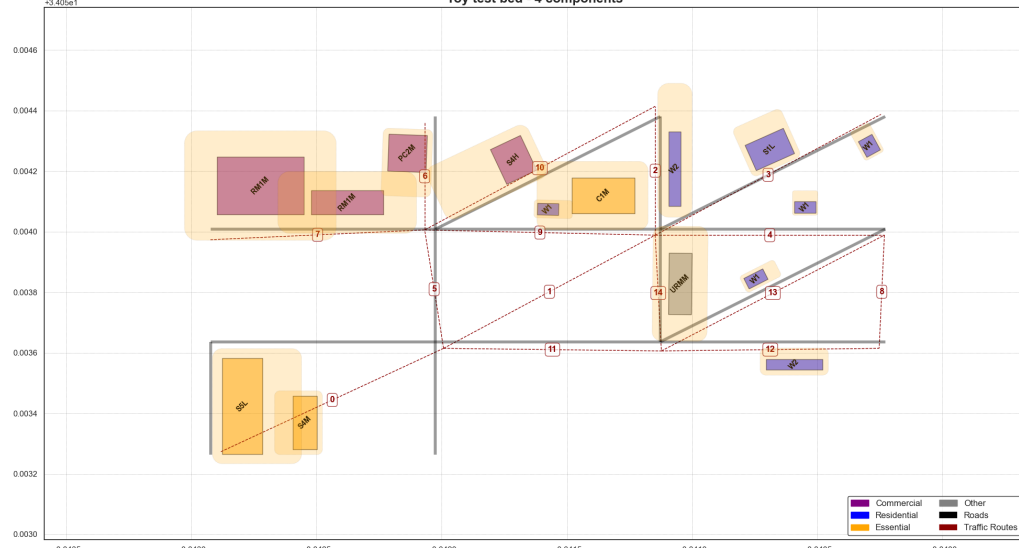 +3.405e1
Toy test bed - 4 components
0.0046
0.0044
0.0042
0.0040
0.0038
0.0036
0.0034
0.0032
0.0030
RM1M
RM1M
PC2M
S4H
W1
C1M
W2
S1L
W1
W1
URMM
W1
W2
S5L
S4M
10
2
3
6
7
9
4
5
1
14
13
8
11
12
0
Commercial
Residential
Essential
Other
Roads
Traffic Routes